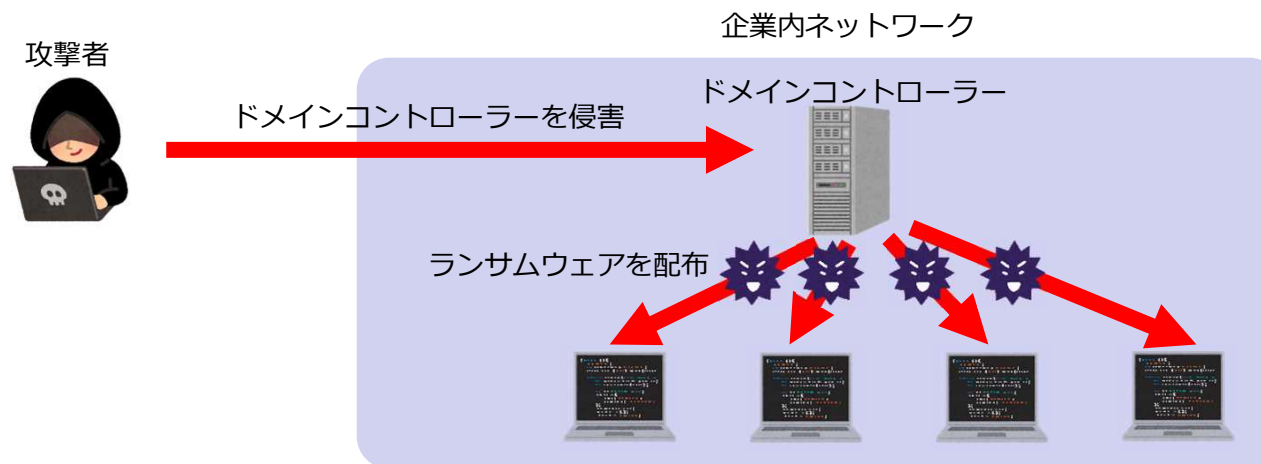 企業内ネットワーク
攻撃者
ドメインコントローラー
ドメインコントローラーを侵害
ランサムウェアを配布